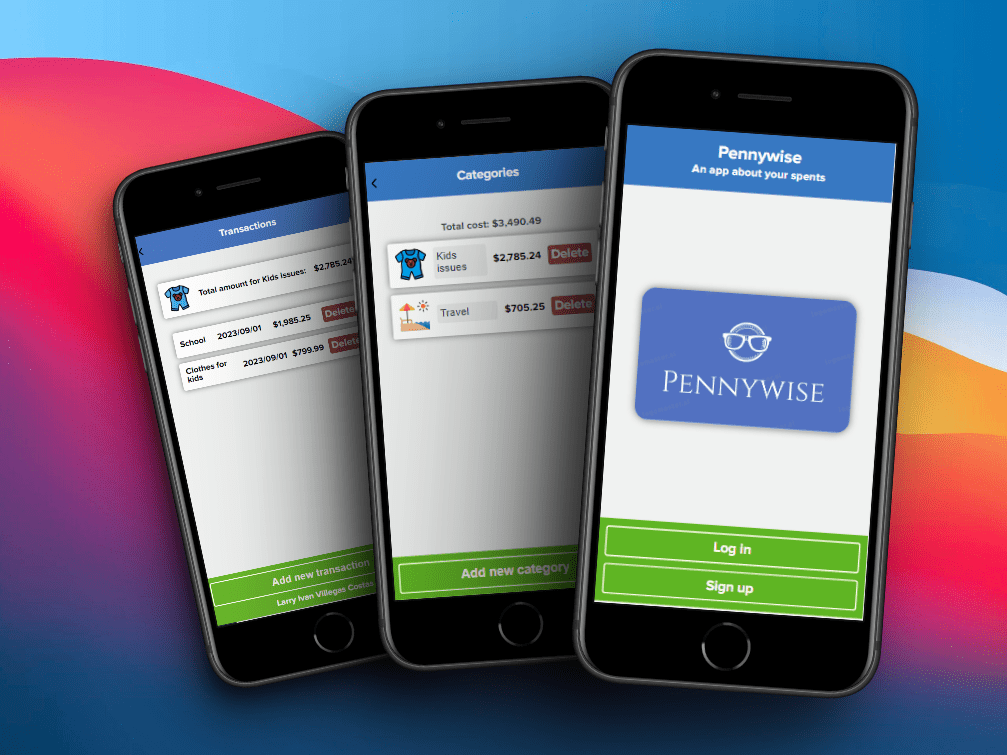 Transactions
Total amount for Kids issues: $2,785.24
School 2023/09/01 $1,985.25 Delete
Clothes for
kids 2023/09/01 $799.99 Delete
Add new transaction
Larry Ivan Villegas Costas
Categories
Total cost: $3,490.49
Kids
issues $2,785.24 Delete
Travel $705.25 Delete
Add new category
Pennywise
An app about your spents
PENNYWISE
Log in
Sign up